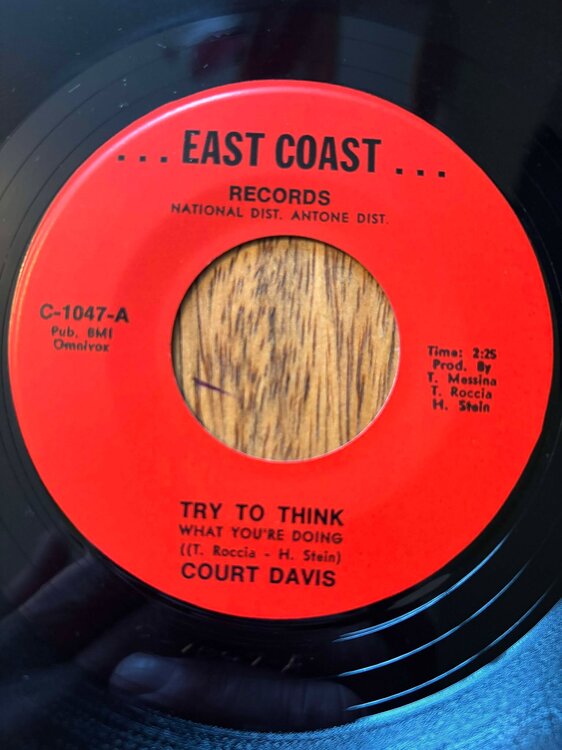 ... EAST COAST ...
RECORDS
NATIONAL DIST. ANTONE DIST.
C-1047-A
Pub. BMI
Omnivox
Time: 2:25
Prod. By
T. Messina
T. Roccia
H. Stein
TRY TO THINK
WHAT YOU'RE DOING
((T. Roccia - H. Stein)
COURT DAVIS